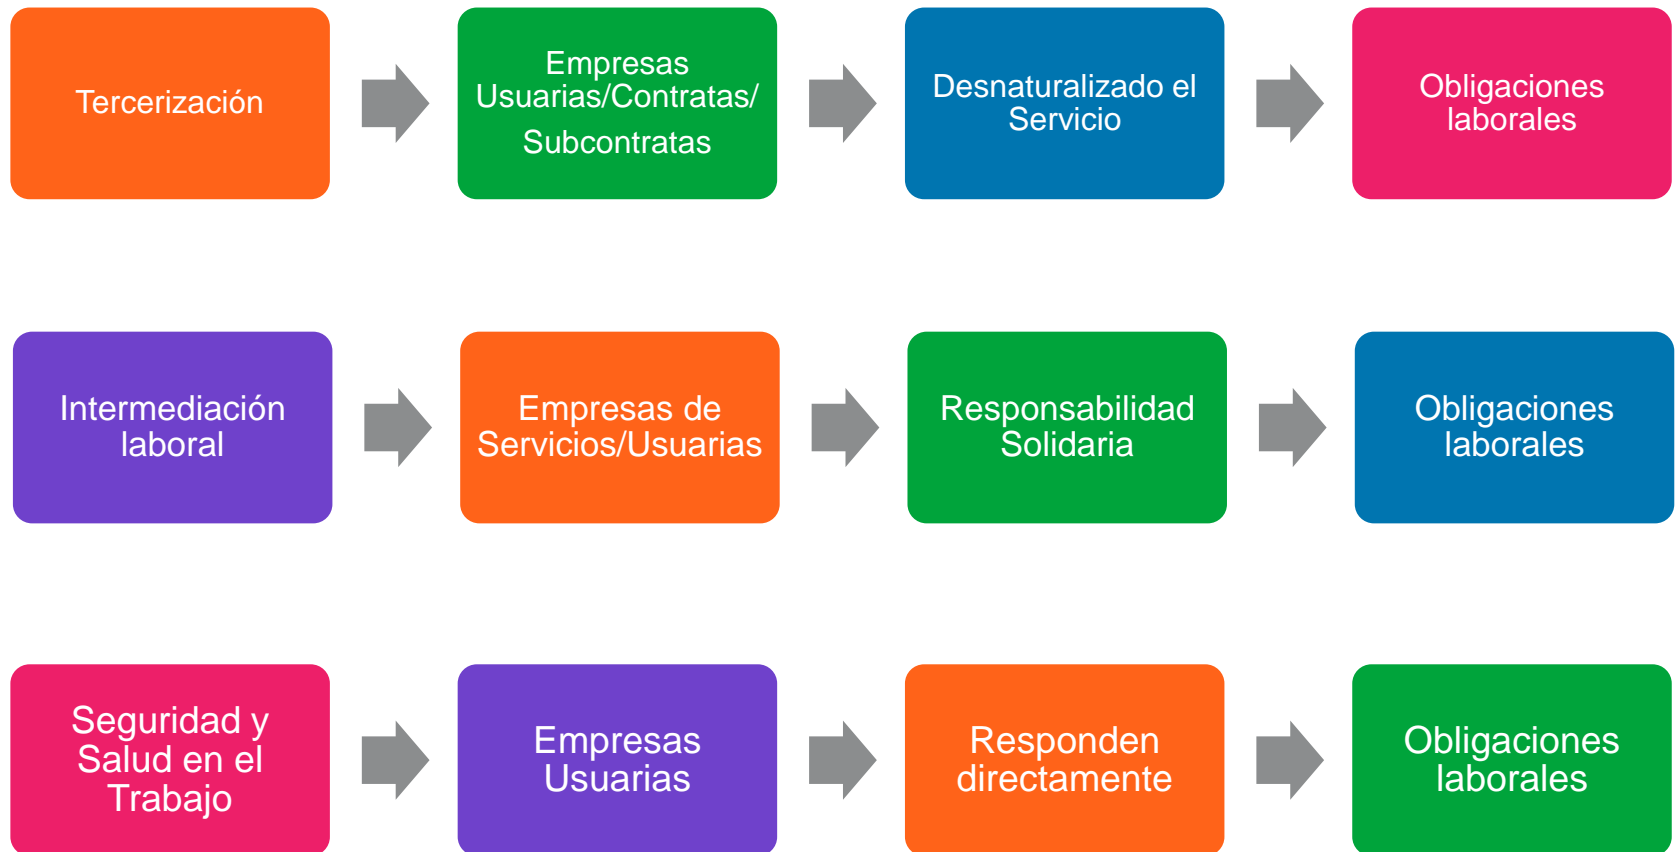 Tercerización
Empresas
Usuarias/Contratas/
Subcontratas
Desnaturalizado el
Servicio
Obligaciones
laborales
Intermediación
laboral
Empresas de
Servicios/Usuarias
Responsabilidad
Solidaria
Obligaciones
laborales
Seguridad y
Salud en el
Trabajo
Empresas
Usuarias
Responden
directamente
Obligaciones
laborales